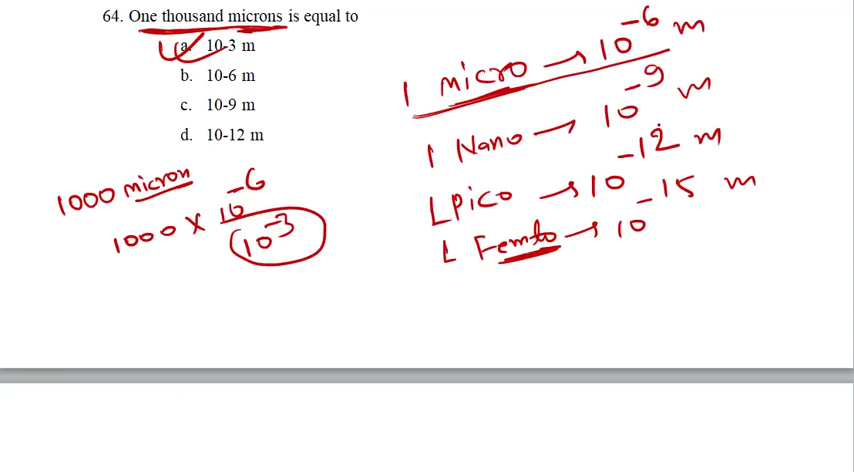 64. One thousand microns is equal to
a. 10-3 m
b. 10-6 m
c. 10-9 m
d. 10-12 m
1000 micron
1000 × 10^-6
10^-3
1 micro → 10^-6 m
1 Nano → 10^-9 m
1 Pico → 10^-12 m
1 Femto → 10^-15 m